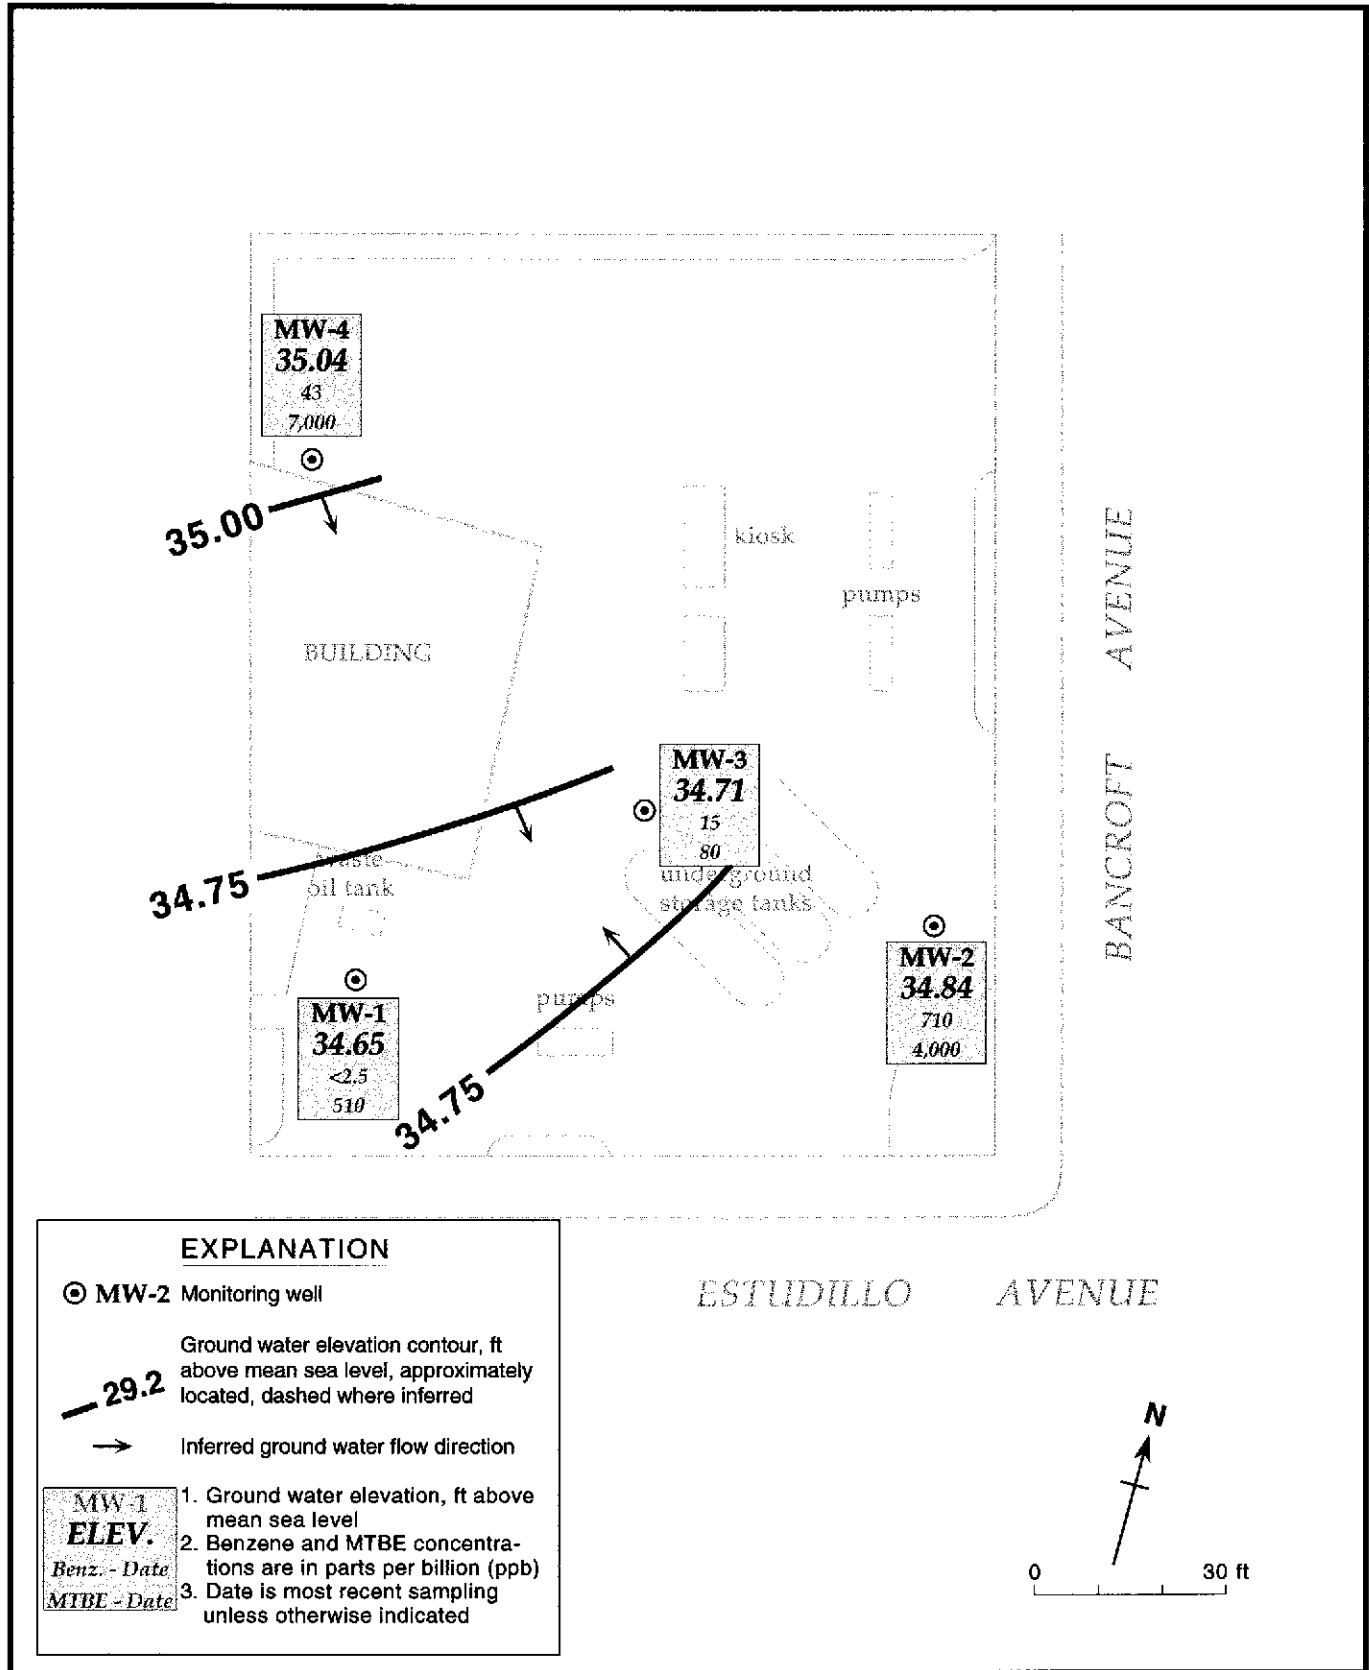 MW-4
35.04
43
7,000
35.00
kiosk
pumps
BUILDING
BANCROFT AVENUE
MW-3
34.71
15
80
34.75
waste
oil tank
underground
storage tanks
MW-2
34.84
710
4,000
pumps
MW-1
34.65
<2.5
510
34.75
EXPLANATION
MW-2 Monitoring well
Ground water elevation contour, ft
above mean sea level, approximately
located, dashed where inferred
29.2
Inferred ground water flow direction
MW-1
ELEV.
Benz. - Date
MTBE - Date
1. Ground water elevation, ft above
mean sea level
2. Benzene and MTBE concentra-
tions are in parts per billion (ppb)
3. Date is most recent sampling
unless otherwise indicated
ESTUDILLO AVENUE
N
0 30 ft